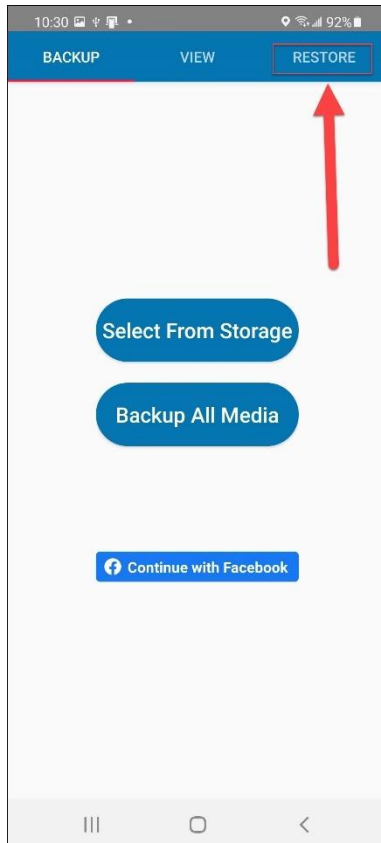 10:30 92%
BACKUP VIEW RESTORE
Select From Storage
Backup All Media
Continue with Facebook